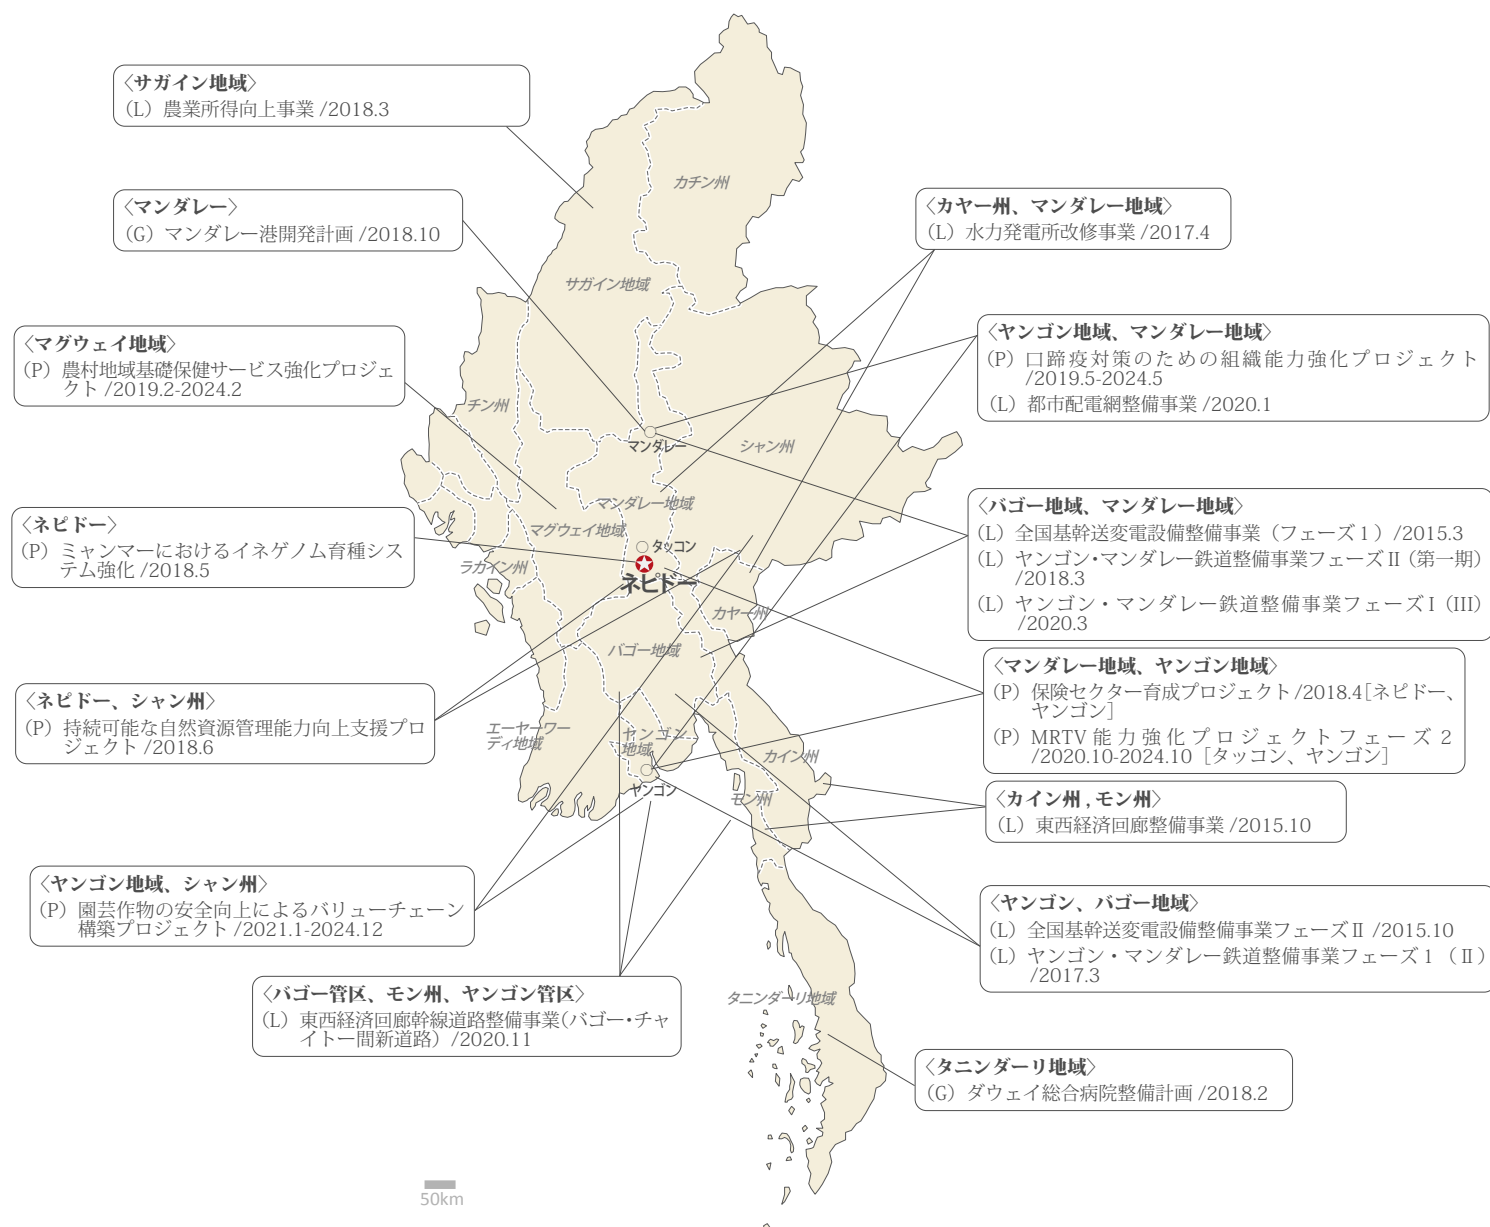 〈サガイン地域〉
（L）農業所得向上事業 /2018.3
〈マンダレー〉
（G）マンダレー港開発計画 /2018.10
〈マグウェイ地域〉
（P）農村地域基礎保健サービス強化プロジェ
クト /2019.2-2024.2
〈ネピドー〉
（P）ミャンマーにおけるイネゲノム育種シス
テム強化 /2018.5
〈ネピドー、シャン州〉
（P）持続可能な自然資源管理能力向上支援プロ
ジェクト /2018.6
〈ヤンゴン地域、シャン州〉
（P）園芸作物の安全向上によるバリューチェーン
構築プロジェクト /2021.1-2024.12
〈バゴー管区、モン州、ヤンゴン管区〉
（L）東西経済回廊幹線道路整備事業（バゴー・チャ
イトー間新道路）/2020.11
カチン州
サガイン地域
チン州
マンダレー
シャン州
マンダレー地域
マグウェイ地域
タッコン
ラカイン州
ネピドー
カヤー州
バゴー地域
エーヤーワー
ディ地域
ヤンゴン
地域
カイン州
ヤンゴン
モン州
タニンダーリ地域
〈カヤー州、マンダレー地域〉
（L）水力発電所改修事業 /2017.4
〈ヤンゴン地域、マンダレー地域〉
（P）口蹄疫対策のための組織能力強化プロジェクト
/2019.5-2024.5
（L）都市配電網整備事業 /2020.1
〈バゴー地域、マンダレー地域〉
（L）全国基幹送変電設備整備事業（フェーズ１）/2015.3
（L）ヤンゴン・マンダレー鉄道整備事業フェーズⅡ（第一期）
/2018.3
（L）ヤンゴン・マンダレー鉄道整備事業フェーズI（III）
/2020.3
〈マンダレー地域、ヤンゴン地域〉
（P）保険セクター育成プロジェクト/2018.4［ネピドー、
ヤンゴン］
（P）MRTV 能力強化プロジェクトフェーズ 2
/2020.10-2024.10［タッコン、ヤンゴン］
〈カイン州 , モン州〉
（L）東西経済回廊整備事業 /2015.10
〈ヤンゴン、バゴー地域〉
（L）全国基幹送変電設備整備事業フェーズⅡ /2015.10
（L）ヤンゴン・マンダレー鉄道整備事業フェーズ１（Ⅱ）
/2017.3
〈タニンダーリ地域〉
（G）ダウェイ総合病院整備計画 /2018.2
50km